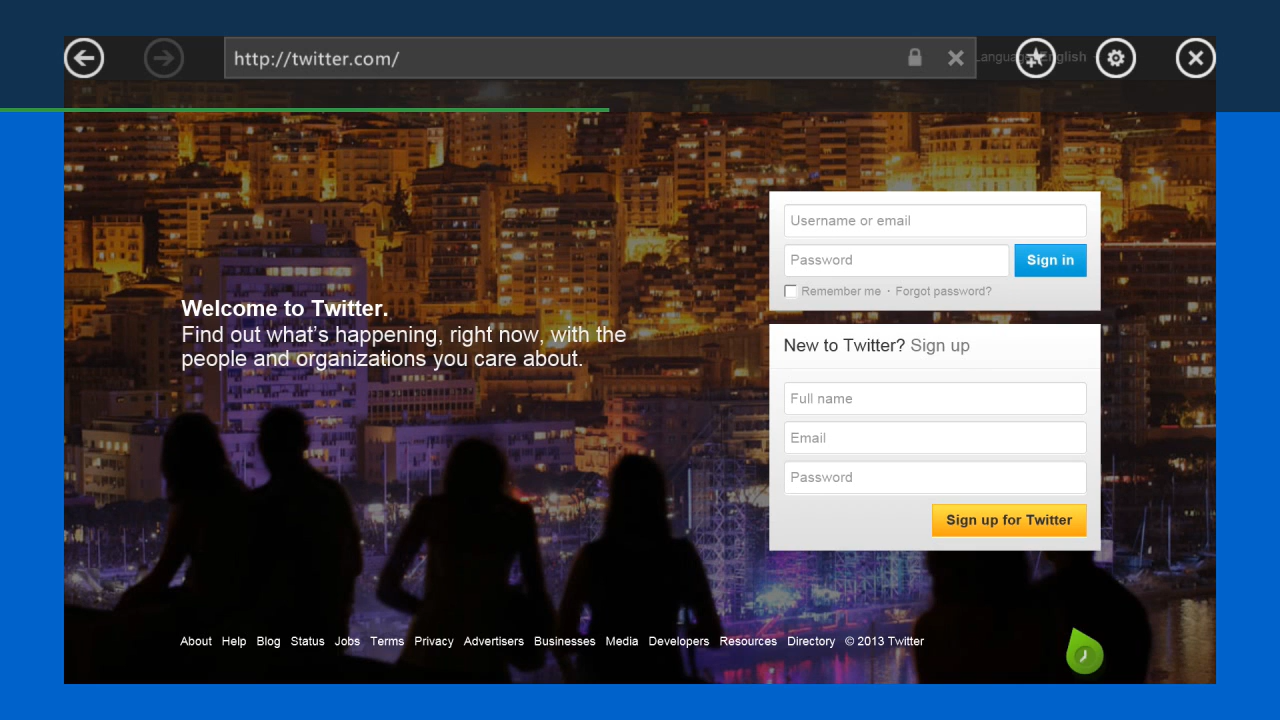 http://twitter.com/
Language: English
Username or email
Password
Sign in
Remember me · Forgot password?
Welcome to Twitter.
Find out what's happening, right now, with the
people and organizations you care about.
New to Twitter? Sign up
Full name
Email
Password
Sign up for Twitter
About Help Blog Status Jobs Terms Privacy Advertisers Businesses Media Developers Resources Directory © 2013 Twitter